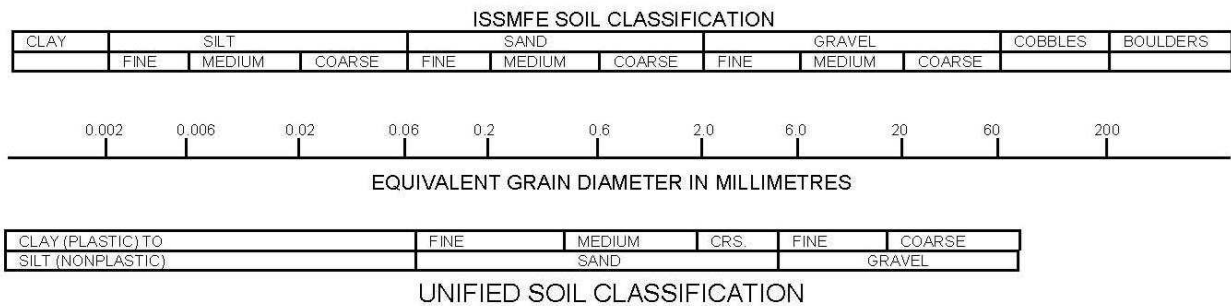 ISSMFE SOIL CLASSIFICATION
CLAY SILT SAND GRAVEL COBBLES BOULDERS
FINE MEDIUM COARSE FINE MEDIUM COARSE FINE MEDIUM COARSE
0.002 0.006 0.02 0.06 0.2 0.6 2.0 6.0 20 60 200
EQUIVALENT GRAIN DIAMETER IN MILLIMETRES
CLAY (PLASTIC) TO FINE MEDIUM CRS. FINE COARSE
SILT (NONPLASTIC) SAND GRAVEL
UNIFIED SOIL CLASSIFICATION